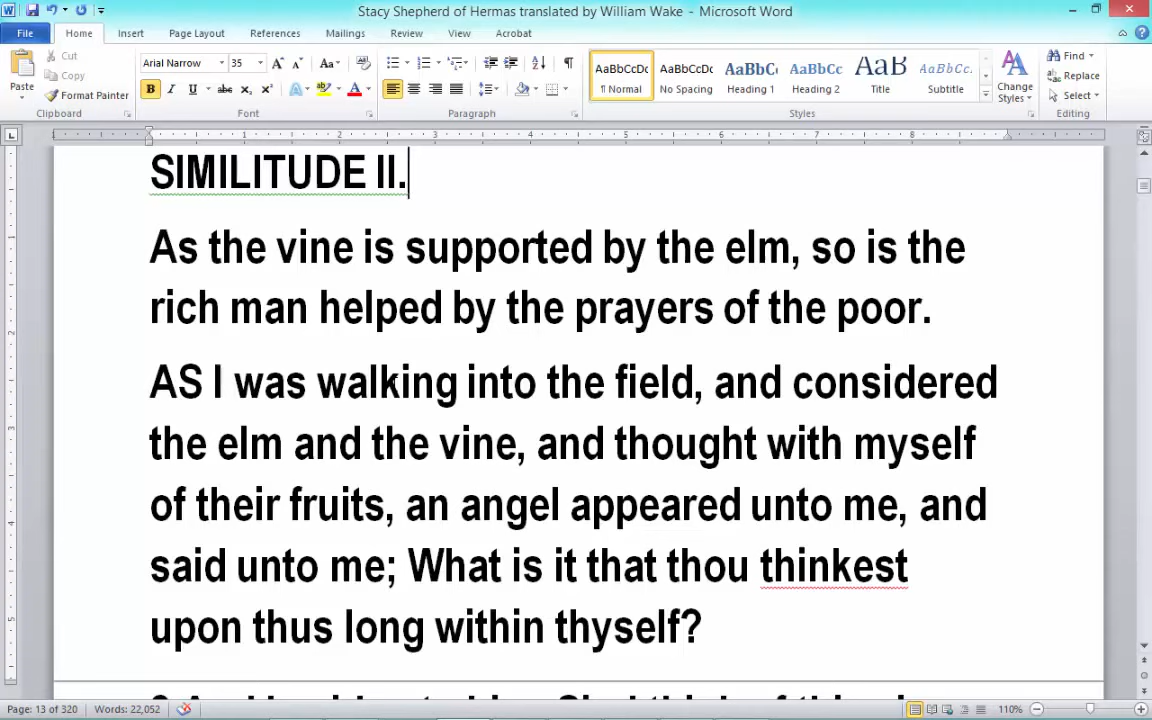 Stacy Shepherd of Hermas translated by William Wake - Microsoft Word
File Home Insert Page Layout References Mailings Review View Acrobat
Paste
Cut
Copy
Format Painter
Clipboard
Arial Narrow 35
Font
Paragraph
AaBbCcDc AaBbCcDc AaBbC AaBbCc AaB AaBbCc.
¶ Normal No Spacing Heading 1 Heading 2 Title Subtitle
Styles
Change Styles
Find
Replace
Select
Editing
SIMILITUDE II.
As the vine is supported by the elm, so is the
rich man helped by the prayers of the poor.
AS I was walking into the field, and considered
the elm and the vine, and thought with myself
of their fruits, an angel appeared unto me, and
said unto me; What is it that thou thinkest
upon thus long within thyself?
Page: 13 of 320 Words: 22,052 110%